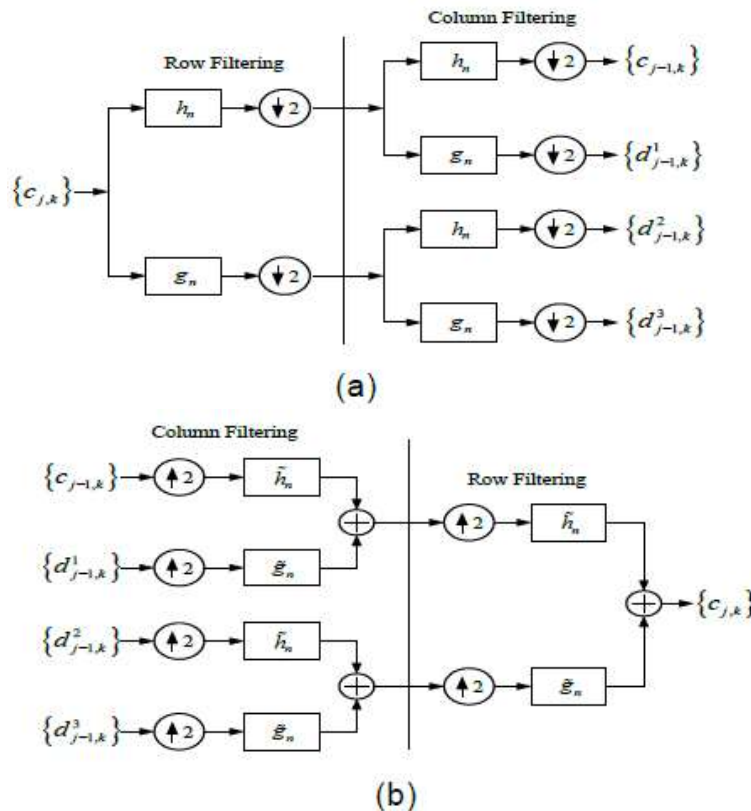 Column Filtering
Row Filtering
h_n ↓2 {c_{j-1,k}}
h_n ↓2
g_n ↓2 {d^1_{j-1,k}}
{c_{j,k}}
h_n ↓2 {d^2_{j-1,k}}
g_n ↓2
g_n ↓2 {d^3_{j-1,k}}
(a)
Column Filtering
{c_{j-1,k}} ↑2 h̃_n
Row Filtering
↑2 h̃_n
{d^1_{j-1,k}} ↑2 g̃_n
{c_{j,k}}
{d^2_{j-1,k}} ↑2 h̃_n
↑2 g̃_n
{d^3_{j-1,k}} ↑2 g̃_n
(b)